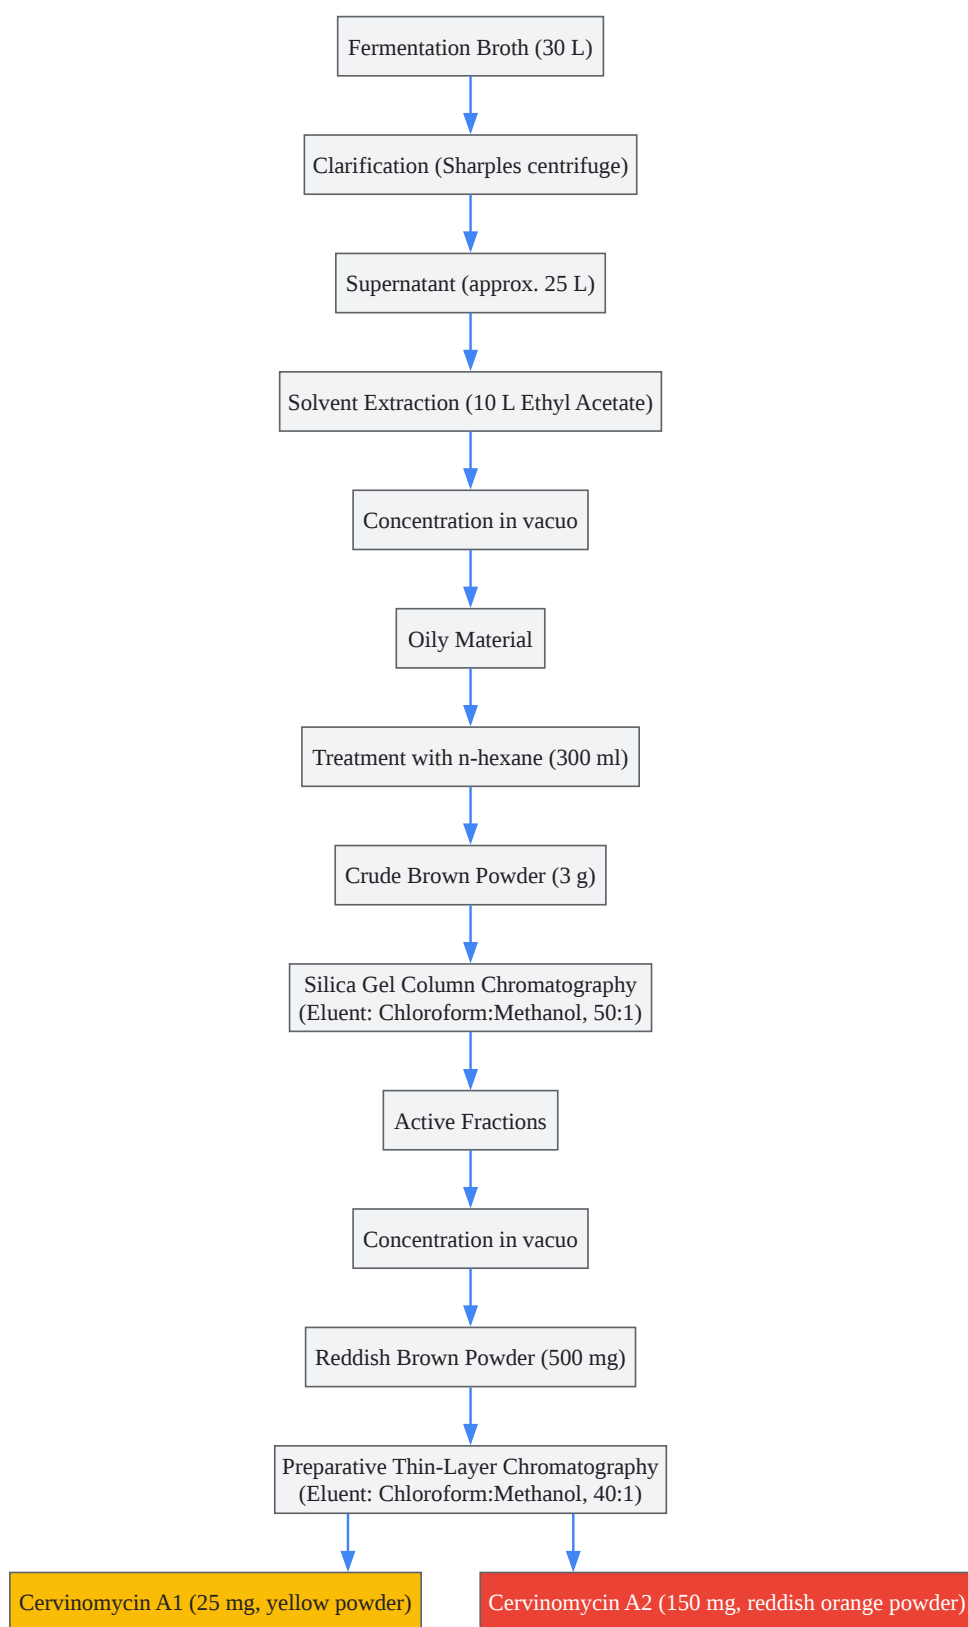 Fermentation Broth (30 L)
Clarification (Sharples centrifuge)
Supernatant (approx. 25 L)
Solvent Extraction (10 L Ethyl Acetate)
Concentration in vacuo
Oily Material
Treatment with n-hexane (300 ml)
Crude Brown Powder (3 g)
Silica Gel Column Chromatography
(Eluent: Chloroform:Methanol, 50:1)
Active Fractions
Concentration in vacuo
Reddish Brown Powder (500 mg)
Preparative Thin-Layer Chromatography
(Eluent: Chloroform:Methanol, 40:1)
Cervinomycin A1 (25 mg, yellow powder)
Cervinomycin A2 (150 mg, reddish orange powder)